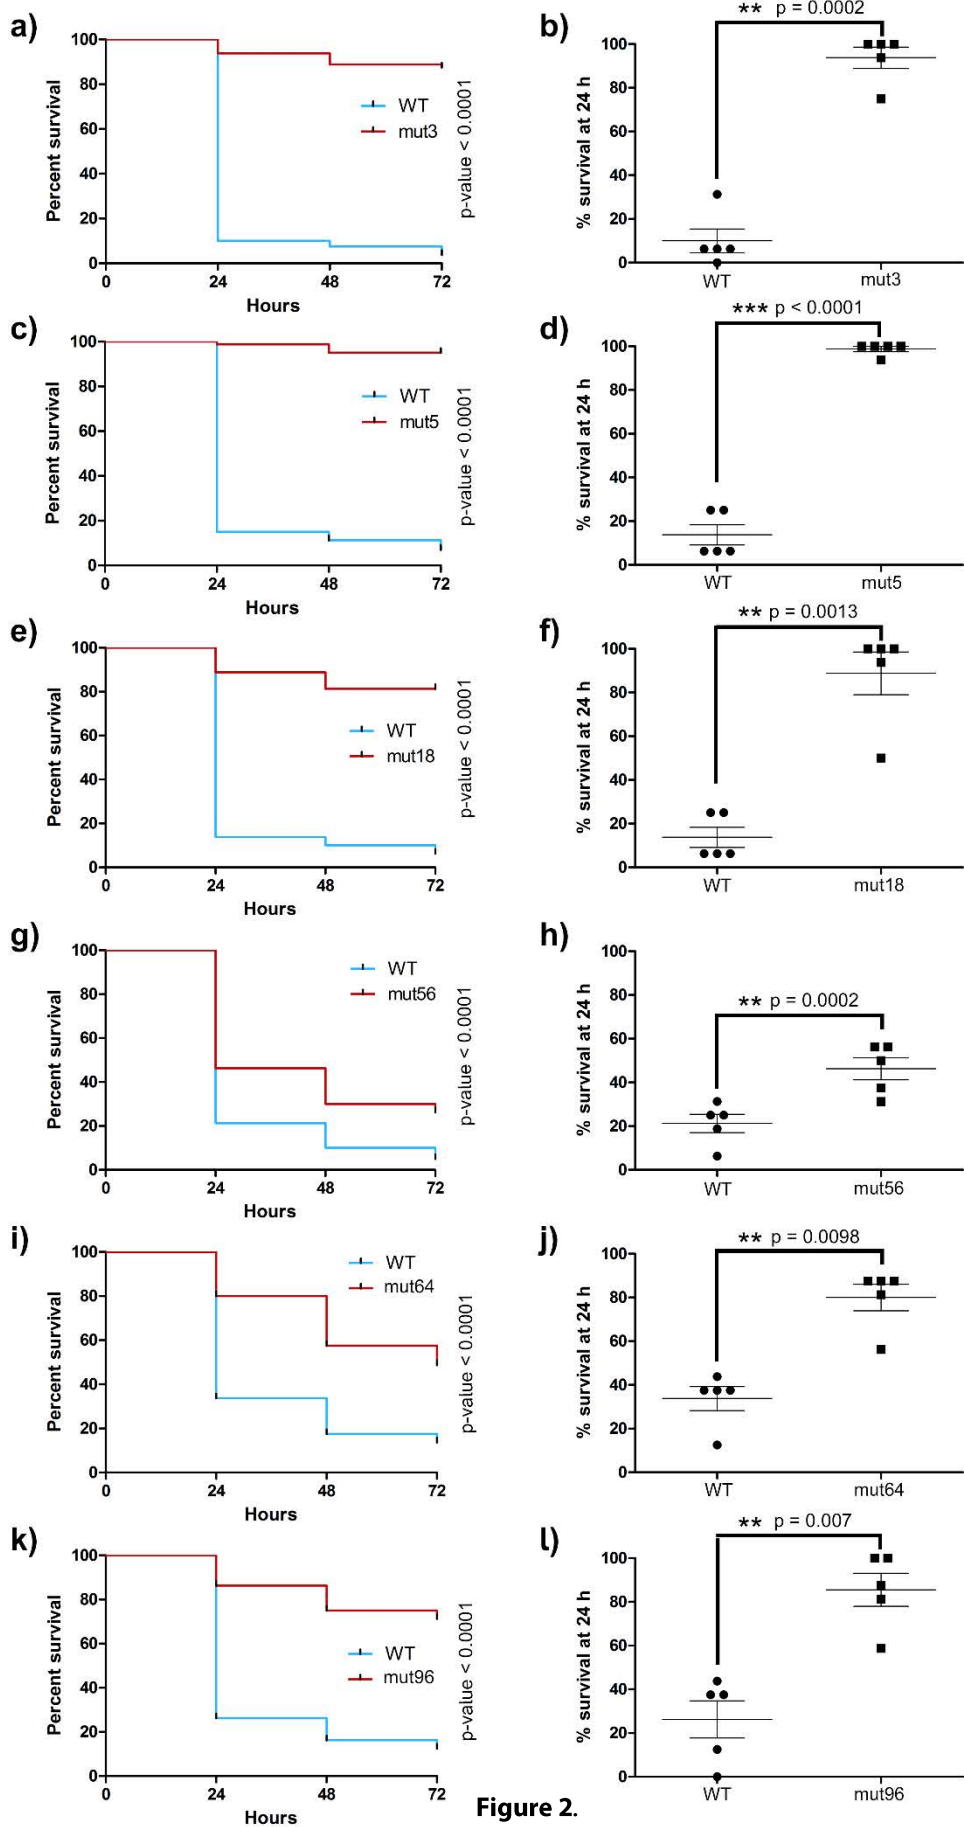 a)
100
80
60
40
20
0
Percent survival
WT
mut3
p-value < 0.0001
0 24 48 72
Hours
b)
** p = 0.0002
100
80
60
40
20
0
% survival at 24 h
WT mut3
c)
100
80
60
40
20
0
Percent survival
WT
mut5
p-value < 0.0001
0 24 48 72
Hours
d)
*** p < 0.0001
100
80
60
40
20
0
% survival at 24 h
WT mut5
e)
100
80
60
40
20
0
Percent survival
WT
mut18
p-value < 0.0001
0 24 48 72
Hours
f)
** p = 0.0013
100
80
60
40
20
0
% survival at 24 h
WT mut18
g)
100
80
60
40
20
0
Percent survival
WT
mut56
p-value < 0.0001
0 24 48 72
Hours
h)
** p = 0.0002
100
80
60
40
20
0
% survival at 24 h
WT mut56
i)
100
80
60
40
20
0
Percent survival
WT
mut64
p-value < 0.0001
0 24 48 72
Hours
j)
** p = 0.0098
100
80
60
40
20
0
% survival at 24 h
WT mut64
k)
100
80
60
40
20
0
Percent survival
WT
mut96
p-value < 0.0001
0 24 48 72
Hours
l)
** p = 0.007
100
80
60
40
20
0
% survival at 24 h
WT mut96
Figure 2.